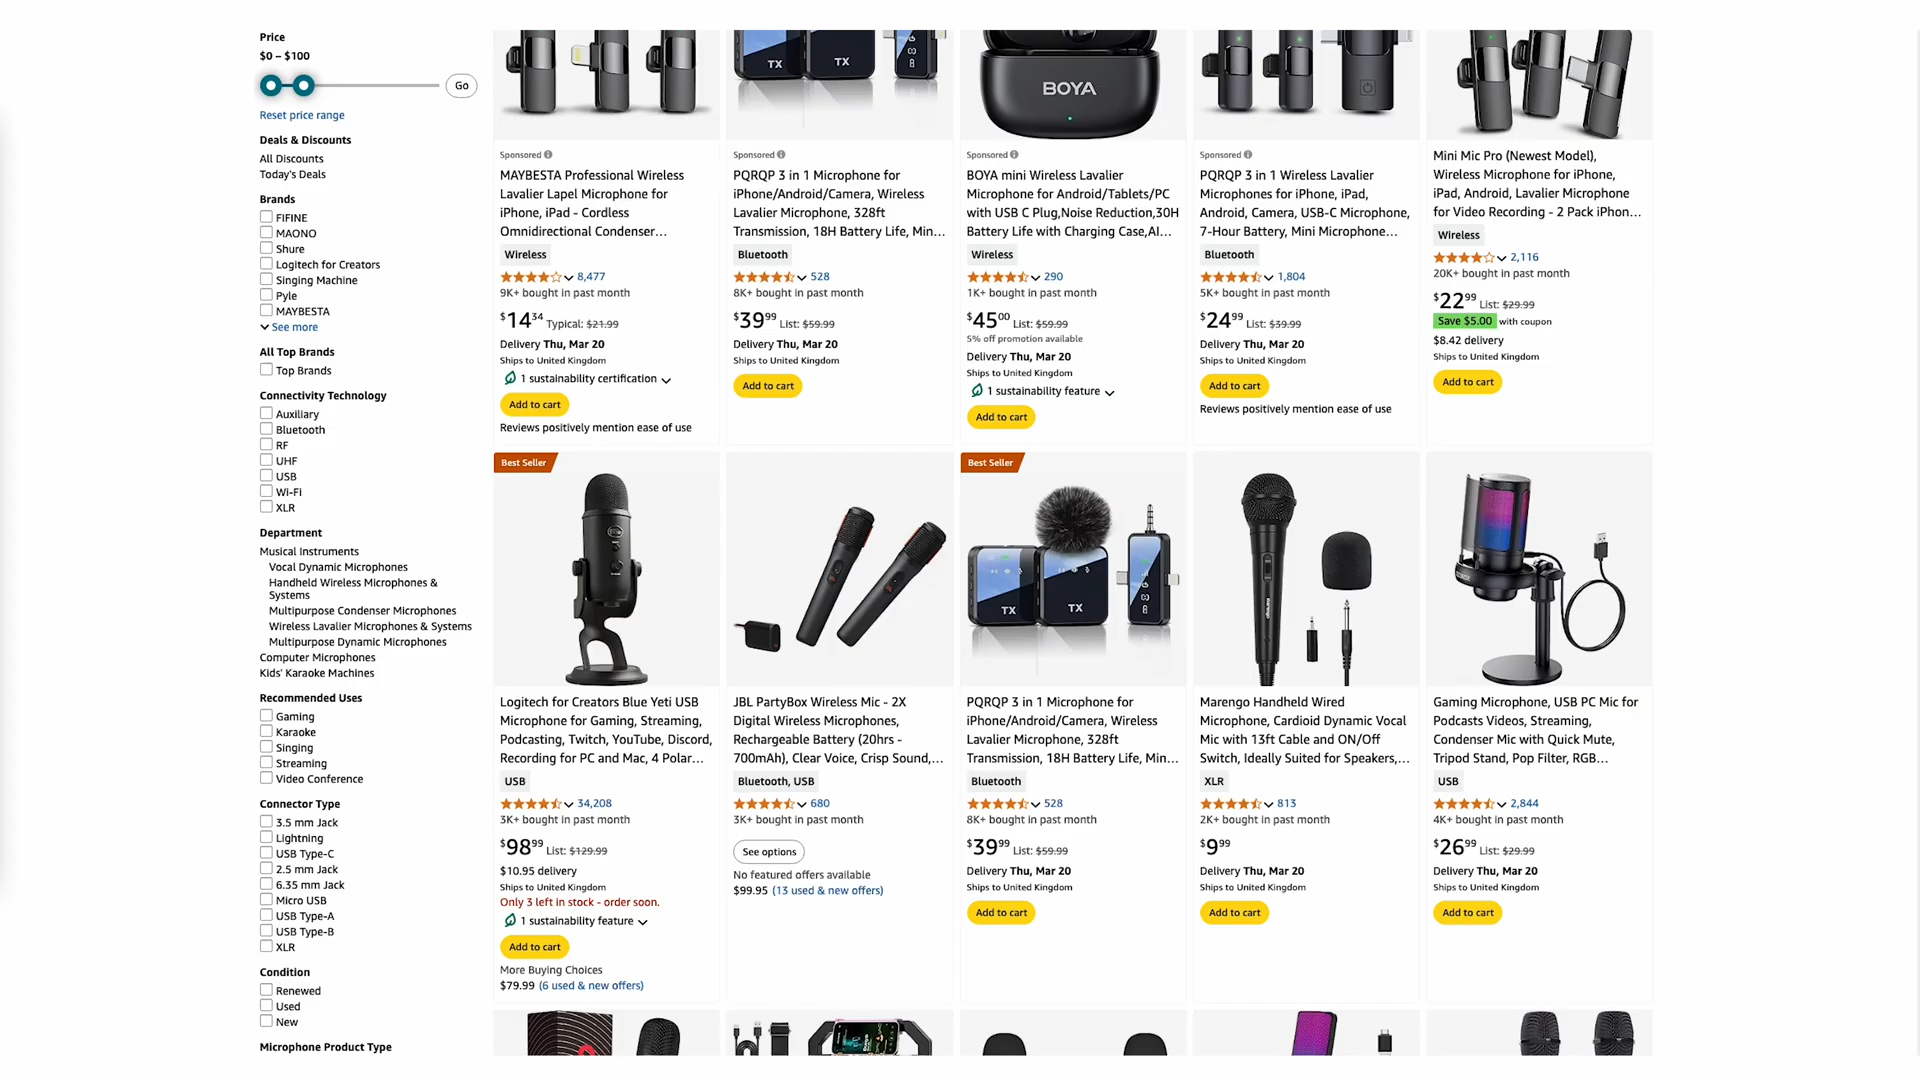 Price
$0 – $100
Go
Reset price range
Deals & Discounts
All Discounts
Today's Deals
Brands
FIFINE
MAONO
Shure
Logitech for Creators
Singing Machine
Pyle
MAYBESTA
See more
All Top Brands
Top Brands
Connectivity Technology
Auxiliary
Bluetooth
RF
UHF
USB
Wi-Fi
XLR
Department
Musical Instruments
Vocal Dynamic Microphones
Handheld Wireless Microphones &
Systems
Multipurpose Condenser Microphones
Wireless Lavalier Microphones & Systems
Multipurpose Dynamic Microphones
Computer Microphones
Kids' Karaoke Machines
Recommended Uses
Gaming
Karaoke
Singing
Streaming
Video Conference
Connector Type
3.5 mm Jack
Lightning
USB Type-C
2.5 mm Jack
6.35 mm Jack
Micro USB
USB Type-A
USB Type-B
XLR
Condition
Renewed
Used
New
Microphone Product Type
Sponsored
MAYBESTA Professional Wireless
Lavalier Lapel Microphone for
iPhone, iPad - Cordless
Omnidirectional Condenser…
Wireless
8,477
9K+ bought in past month
$14 34 Typical: $21.99
Delivery Thu, Mar 20
Ships to United Kingdom
1 sustainability certification
Add to cart
Reviews positively mention ease of use
TX TX
Sponsored
PQRQP 3 in 1 Microphone for
iPhone/Android/Camera, Wireless
Lavalier Microphone, 328ft
Transmission, 18H Battery Life, Min…
Bluetooth
528
8K+ bought in past month
$39 99 List: $59.99
Delivery Thu, Mar 20
Ships to United Kingdom
Add to cart
BOYA
Sponsored
BOYA mini Wireless Lavalier
Microphone for Android/Tablets/PC
with USB C Plug,Noise Reduction,30H
Battery Life with Charging Case,AI…
Wireless
290
1K+ bought in past month
$45 00 List: $59.99
5% off promotion available
Delivery Thu, Mar 20
Ships to United Kingdom
1 sustainability feature
Add to cart
Sponsored
PQRQP 3 in 1 Wireless Lavalier
Microphones for iPhone, iPad,
Android, Camera, USB-C Microphone,
7-Hour Battery, Mini Microphone…
Bluetooth
1,804
5K+ bought in past month
$24 99 List: $39.99
Delivery Thu, Mar 20
Ships to United Kingdom
Add to cart
Reviews positively mention ease of use
Mini Mic Pro (Newest Model),
Wireless Microphone for iPhone,
iPad, Android, Lavalier Microphone
for Video Recording - 2 Pack iPhon…
Wireless
2,116
20K+ bought in past month
$22 99 List: $29.99
Save $5.00 with coupon
$8.42 delivery
Ships to United Kingdom
Add to cart
Best Seller
Logitech for Creators Blue Yeti USB
Microphone for Gaming, Streaming,
Podcasting, Twitch, YouTube, Discord,
Recording for PC and Mac, 4 Polar…
USB
34,208
3K+ bought in past month
$98 99 List: $129.99
$10.95 delivery
Ships to United Kingdom
Only 3 left in stock - order soon.
1 sustainability feature
Add to cart
More Buying Choices
$79.99 (6 used & new offers)
JBL PartyBox Wireless Mic - 2X
Digital Wireless Microphones,
Rechargeable Battery (20hrs -
700mAh), Clear Voice, Crisp Sound,…
Bluetooth, USB
680
3K+ bought in past month
See options
No featured offers available
$99.95 (13 used & new offers)
Best Seller
TX TX
PQRQP 3 in 1 Microphone for
iPhone/Android/Camera, Wireless
Lavalier Microphone, 328ft
Transmission, 18H Battery Life, Min…
Bluetooth
528
8K+ bought in past month
$39 99 List: $59.99
Delivery Thu, Mar 20
Ships to United Kingdom
Add to cart
Marengo Handheld Wired
Microphone, Cardioid Dynamic Vocal
Mic with 13ft Cable and ON/Off
Switch, Ideally Suited for Speakers,…
XLR
813
2K+ bought in past month
$9 99
Delivery Thu, Mar 20
Ships to United Kingdom
Add to cart
Gaming Microphone, USB PC Mic for
Podcasts Videos, Streaming,
Condenser Mic with Quick Mute,
Tripod Stand, Pop Filter, RGB…
USB
2,844
4K+ bought in past month
$26 99 List: $29.99
Delivery Thu, Mar 20
Ships to United Kingdom
Add to cart